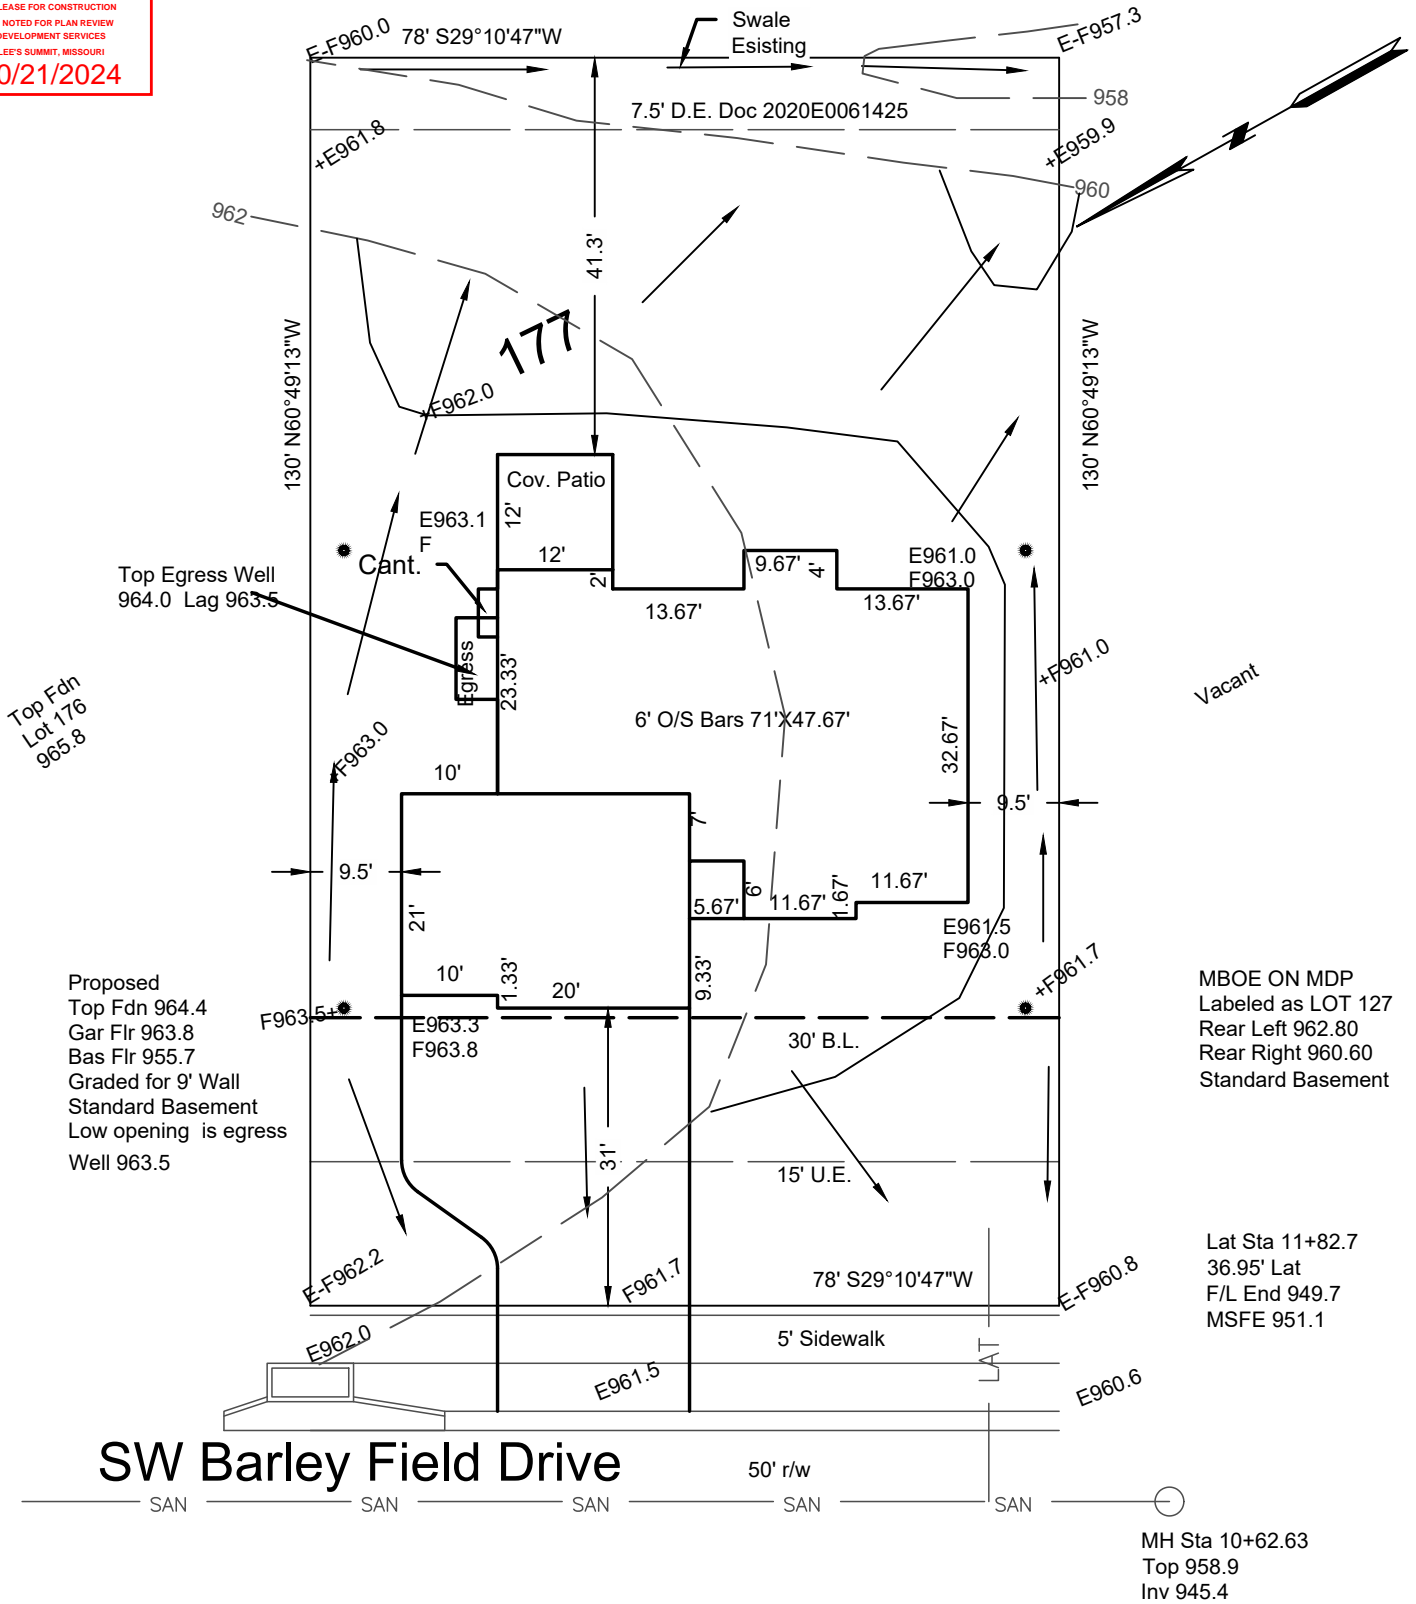 LEASE FOR CONSTRUCTION
NOTED FOR PLAN REVIEW
DEVELOPMENT SERVICES
LEE'S SUMMIT, MISSOURI
0/21/2024
E-F960.0
78' S29°10'47"W
Swale
Esisting
E-F957.3
958
7.5' D.E. Doc 2020E0061425
+E961.8
+E959.9
960
962
41.3'
177
130' N60°49'13"W
130' N60°49'13"W
+F962.0
Cov. Patio
12'
12'
E963.1
F
Cant.
2'
9.67'
4'
E961.0
F963.0
13.67'
13.67'
Top Egress Well
964.0 Lag 963.5
Egress
23.33'
+F961.0
Vacant
Top Fdn
Lot 176
965.8
6' O/S Bars 71'X47.67'
32.67'
+F963.0
10'
7'
9.5'
9.5'
21'
5.67'
6'
11.67'
1.67'
11.67'
E961.5
F963.0
10'
1.33'
20'
9.33'
+F961.7
Proposed
Top Fdn 964.4
Gar Flr 963.8
Bas Flr 955.7
Graded for 9' Wall
Standard Basement
Low opening is egress
Well 963.5
F963.5+
E963.3
F963.8
30' B.L.
MBOE ON MDP
Labeled as LOT 127
Rear Left 962.80
Rear Right 960.60
Standard Basement
31'
15' U.E.
E-F962.2
F961.7
78' S29°10'47"W
E-F960.8
Lat Sta 11+82.7
36.95' Lat
F/L End 949.7
MSFE 951.1
E962.0
5' Sidewalk
LAT
E961.5
E960.6
SW Barley Field Drive
50' r/w
SAN SAN SAN SAN SAN
MH Sta 10+62.63
Top 958.9
Inv 945.4